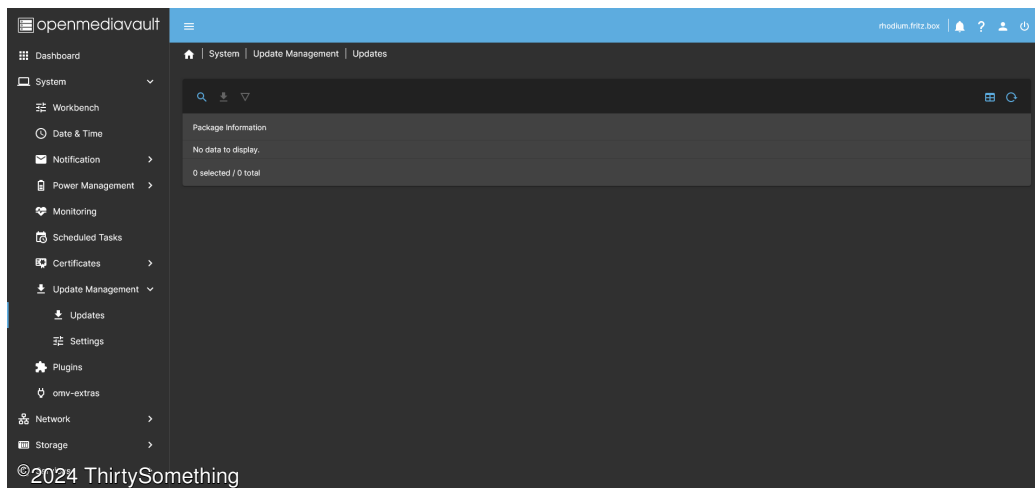 openmediavault
rhodium.fritz.box
Dashboard
System | Update Management | Updates
System
Workbench
Date & Time
Package Information
Notification
No data to display.
Power Management
0 selected / 0 total
Monitoring
Scheduled Tasks
Certificates
Update Management
Updates
Settings
Plugins
omv-extras
Network
Storage
©2024 ThirtySomething